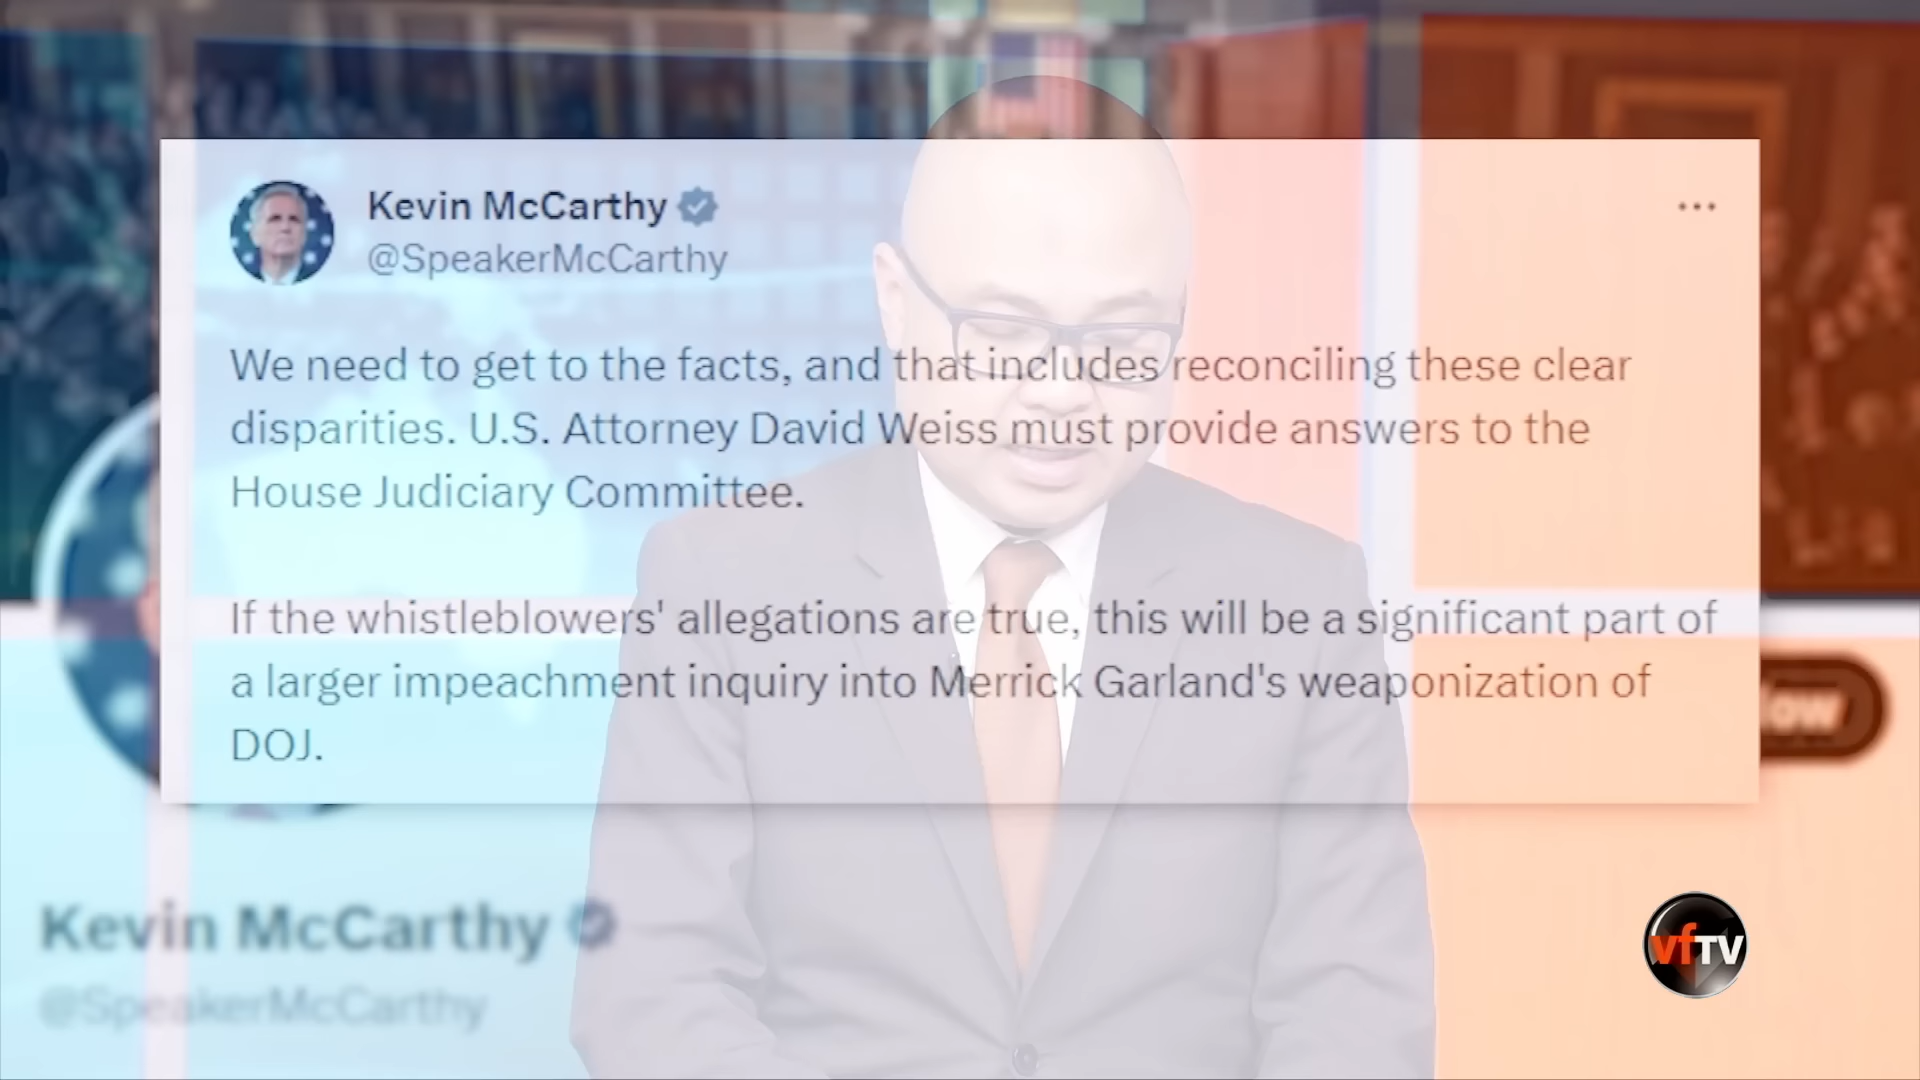 Kevin McCarthy
@SpeakerMcCarthy
We need to get to the facts, and that includes reconciling these clear
disparities. U.S. Attorney David Weiss must provide answers to the
House Judiciary Committee.
If the whistleblowers' allegations are true, this will be a significant part of
a larger impeachment inquiry into Merrick Garland's weaponization of
DOJ.
Kevin McCarthy
@SpeakerMcCarthy
vfTV